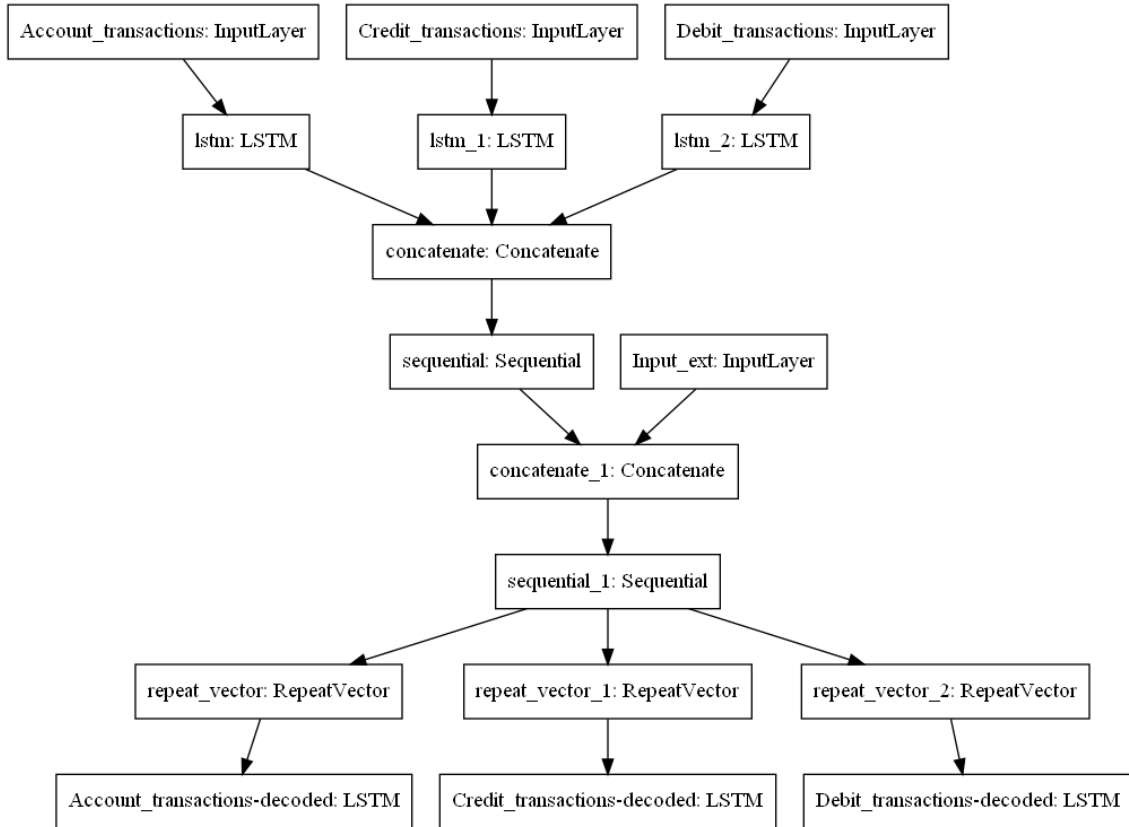 Account_transactions: InputLayer
Credit_transactions: InputLayer
Debit_transactions: InputLayer
lstm: LSTM
lstm_1: LSTM
lstm_2: LSTM
concatenate: Concatenate
sequential: Sequential
Input_ext: InputLayer
concatenate_1: Concatenate
sequential_1: Sequential
repeat_vector: RepeatVector
repeat_vector_1: RepeatVector
repeat_vector_2: RepeatVector
Account_transactions-decoded: LSTM
Credit_transactions-decoded: LSTM
Debit_transactions-decoded: LSTM